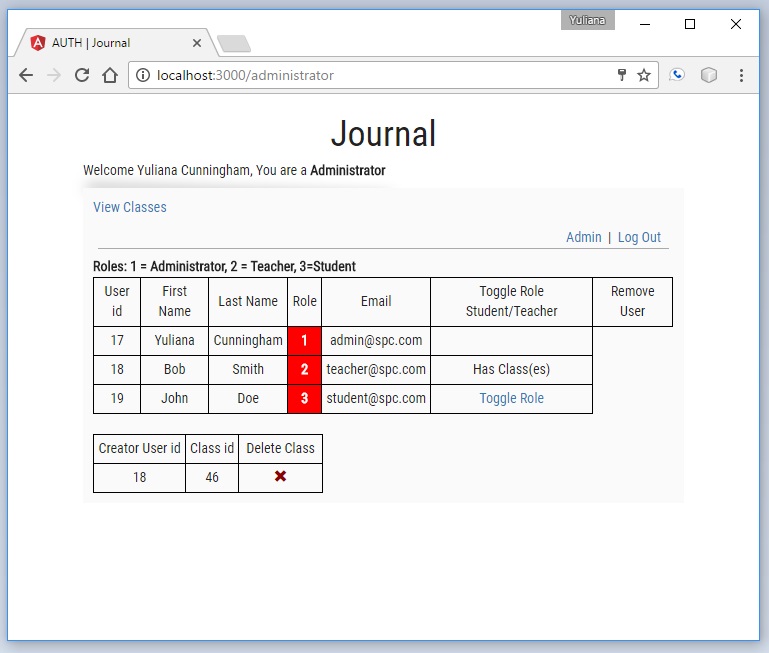 Yuliana
AUTH | Journal
localhost:3000/administrator
Journal
Welcome Yuliana Cunningham, You are a Administrator
View Classes
Admin | Log Out
Roles: 1 = Administrator, 2 = Teacher, 3=Student
User id First Name Last Name Role Email Toggle Role Student/Teacher Remove User
17 Yuliana Cunningham 1 admin@spc.com
18 Bob Smith 2 teacher@spc.com Has Class(es)
19 John Doe 3 student@spc.com Toggle Role
Creator User id Class id Delete Class
18 46 ✖